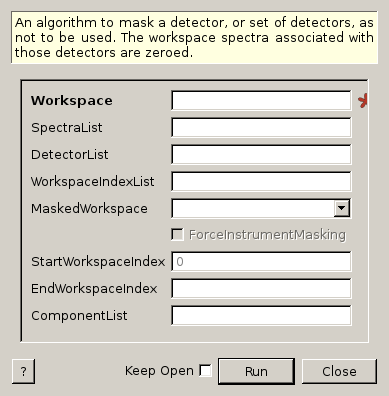 An algorithm to mask a detector, or set of detectors, as
not to be used. The workspace spectra associated with
those detectors are zeroed.
Workspace
SpectraList
DetectorList
WorkspaceIndexList
MaskedWorkspace
ForceInstrumentMasking
StartWorkspaceIndex 0
EndWorkspaceIndex
ComponentList
? Keep Open Run Close